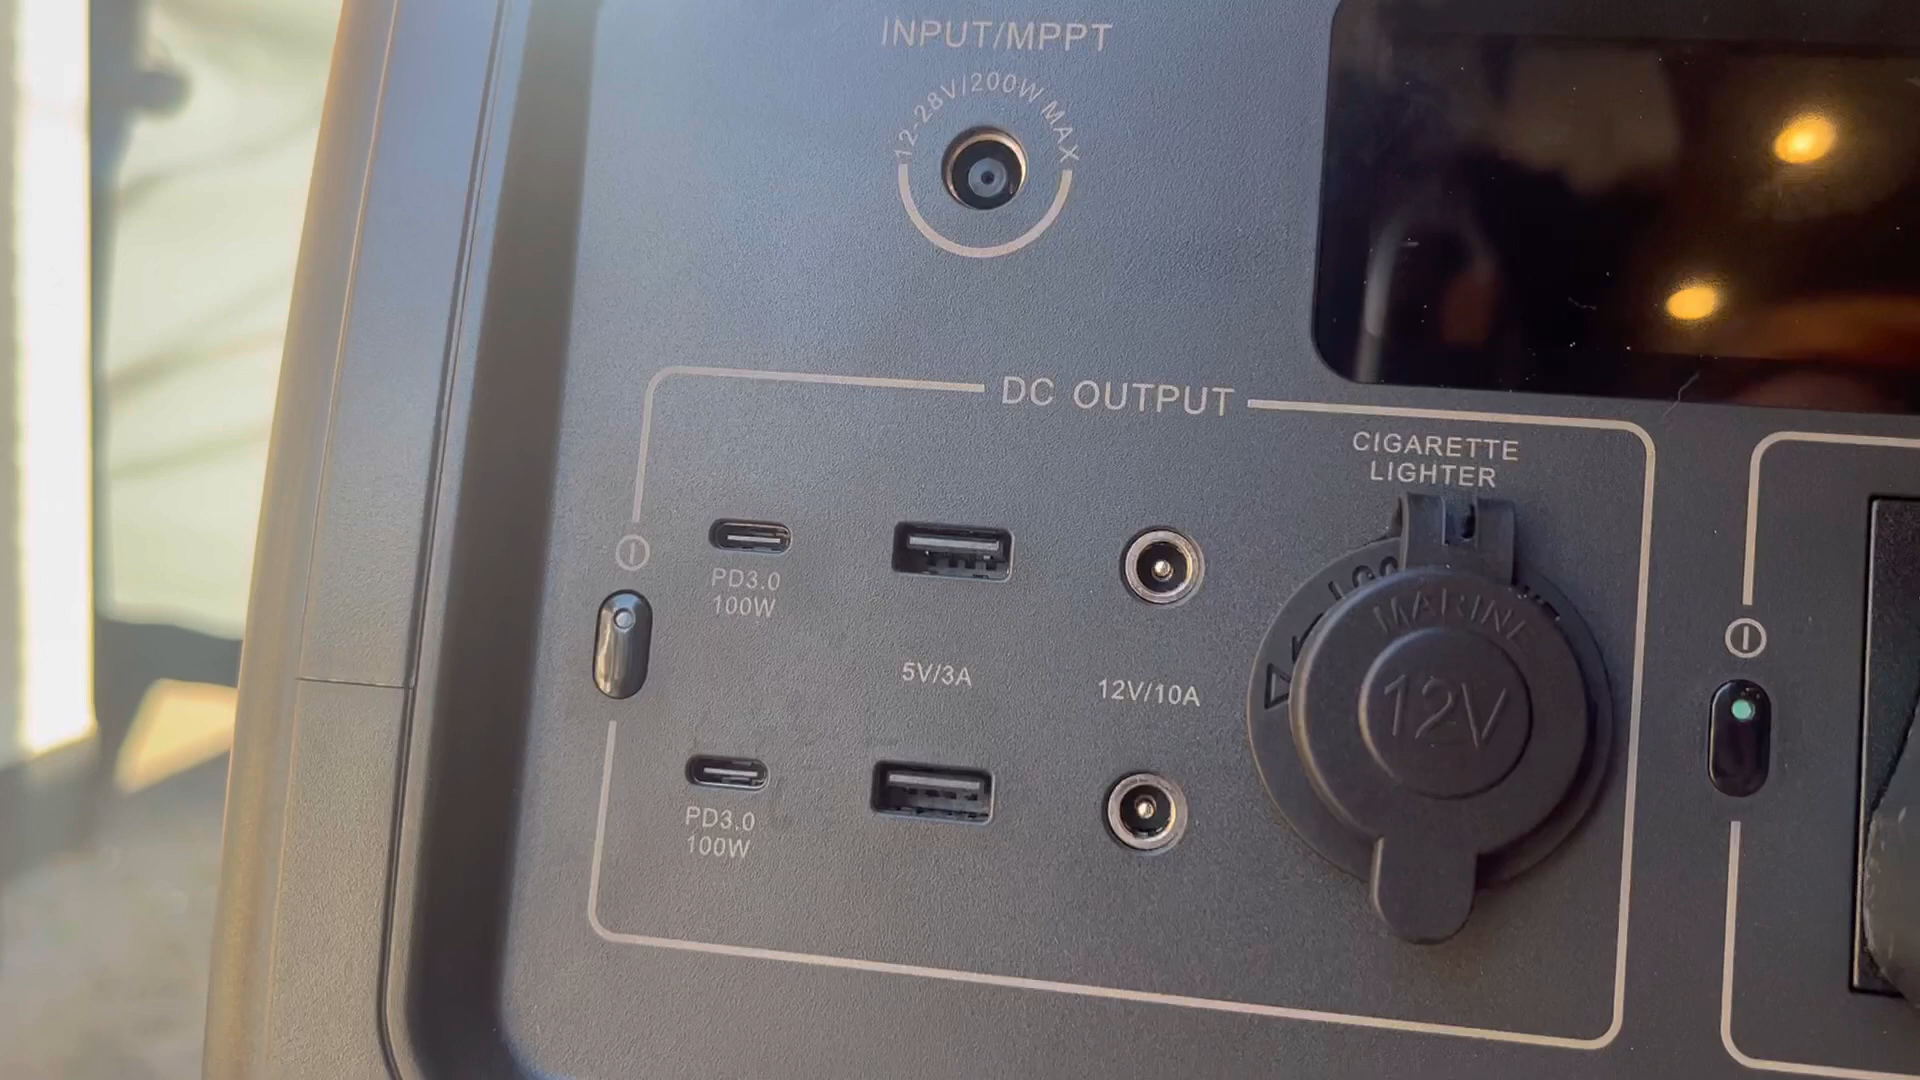 INPUT/MPPT
12-28V/200W MAX
DC OUTPUT
CIGARETTE
LIGHTER
PD3.0
100W
5V/3A
12V/10A
MARINE
12V
PD3.0
100W